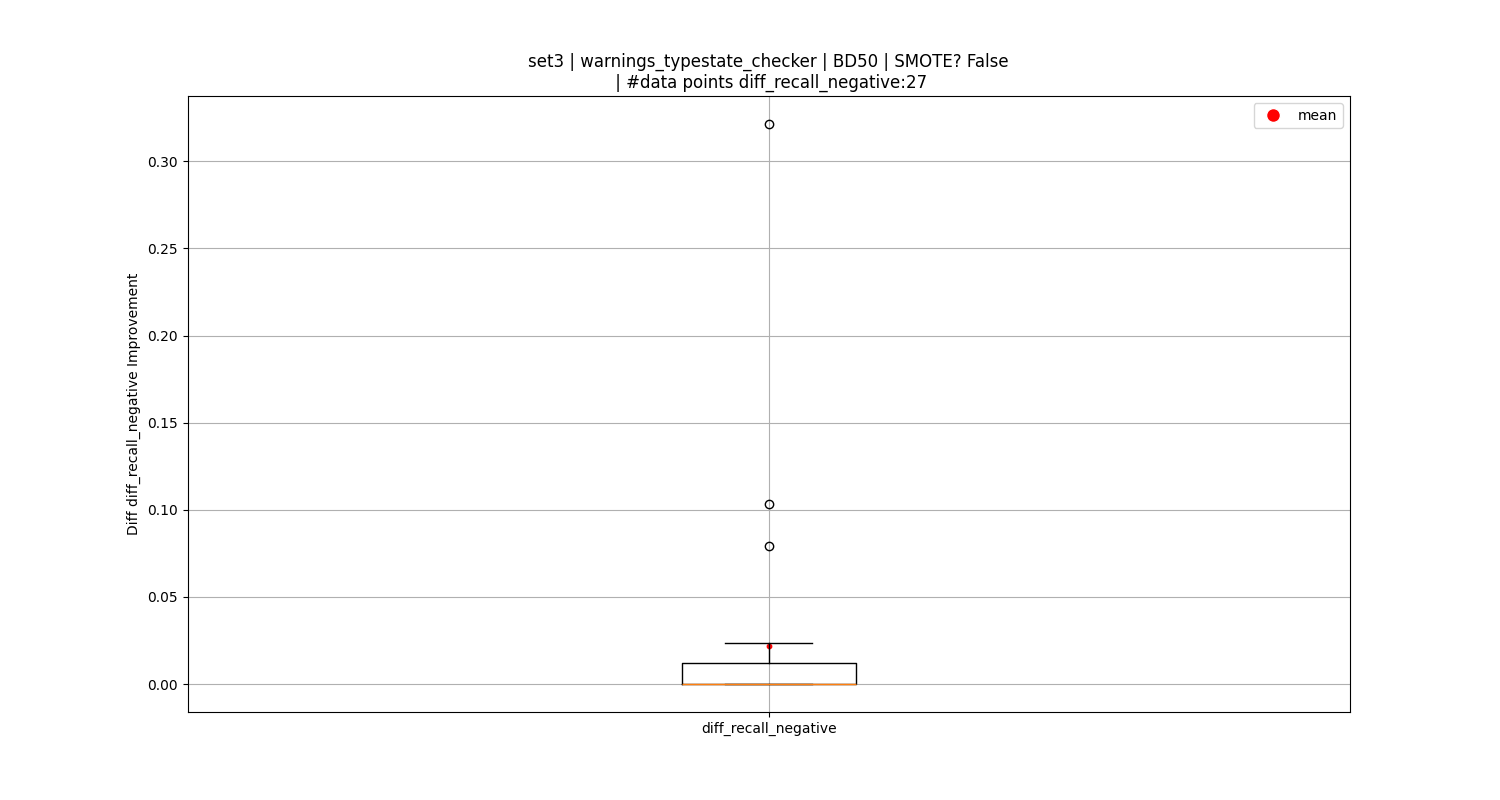 set3 | warnings_typestate_checker | BD50 | SMOTE? False
| #data points diff_recall_negative:27
mean
0.30
0.25
0.20
0.15
0.10
0.05
0.00
Diff diff_recall_negative Improvement
diff_recall_negative